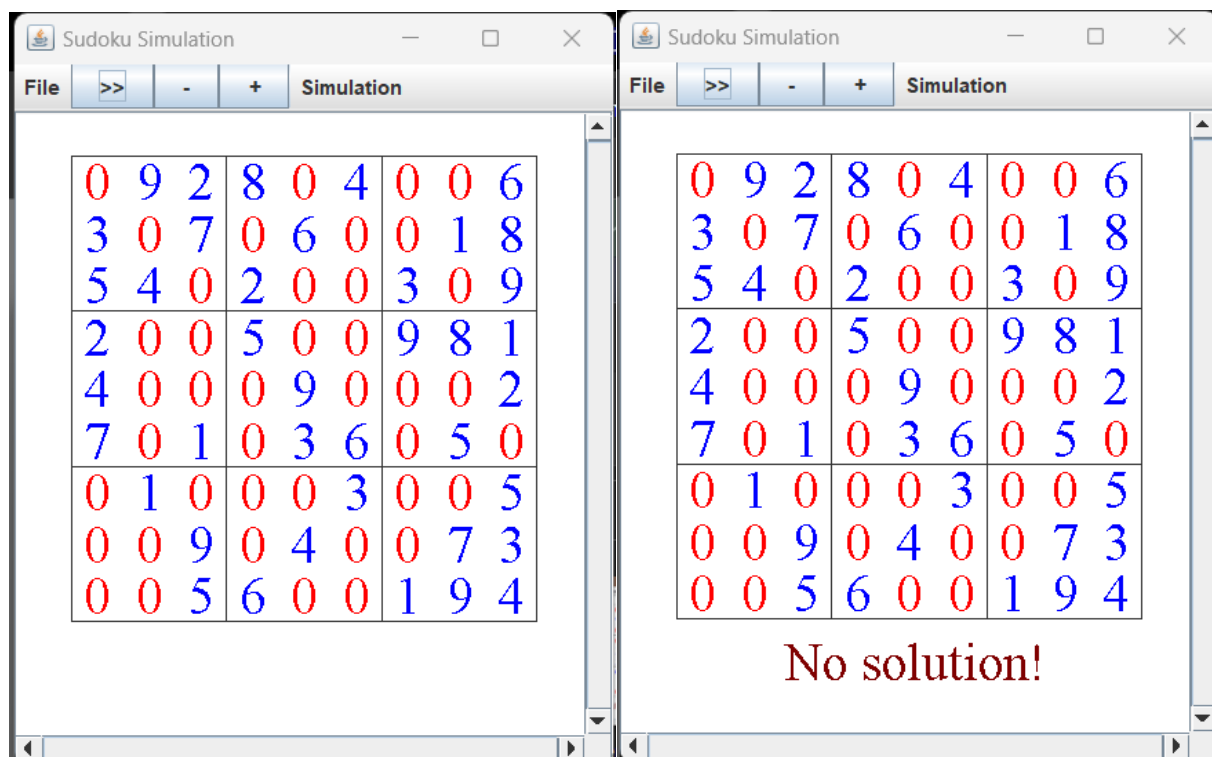 Sudoku Simulation
File >> - + Simulation
0 9 2 8 0 4 0 0 6
3 0 7 0 6 0 0 1 8
5 4 0 2 0 0 3 0 9
2 0 0 5 0 0 9 8 1
4 0 0 0 9 0 0 0 2
7 0 1 0 3 6 0 5 0
0 1 0 0 0 3 0 0 5
0 0 9 0 4 0 0 7 3
0 0 5 6 0 0 1 9 4
Sudoku Simulation
File >> - + Simulation
0 9 2 8 0 4 0 0 6
3 0 7 0 6 0 0 1 8
5 4 0 2 0 0 3 0 9
2 0 0 5 0 0 9 8 1
4 0 0 0 9 0 0 0 2
7 0 1 0 3 6 0 5 0
0 1 0 0 0 3 0 0 5
0 0 9 0 4 0 0 7 3
0 0 5 6 0 0 1 9 4
No solution!